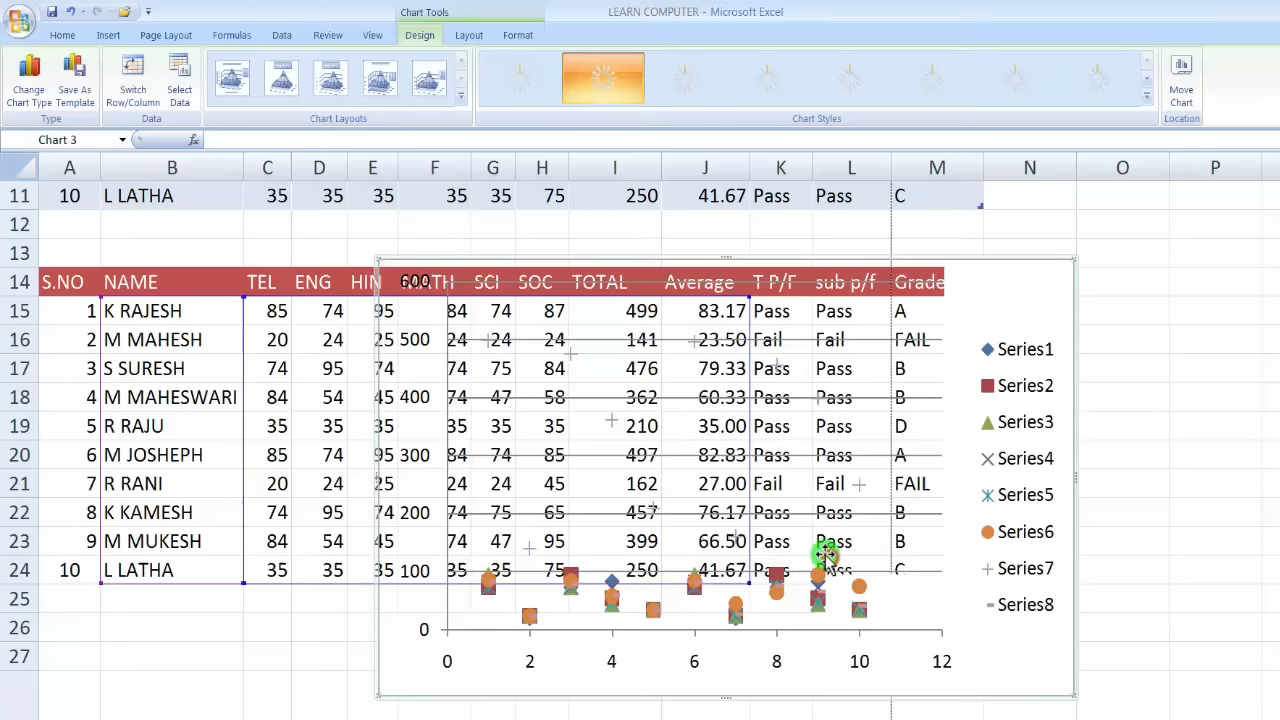 Chart Tools
LEARN COMPUTER - Microsoft Excel
Home Insert Page Layout Formulas Data Review View Design Layout Format
Change Chart Type
Save As Template
Switch Row/Column
Select Data
Move Chart
Type Data Chart Layouts Chart Styles Location
Chart 3 fx
A B C D E F G H I J K L M N O P
11 10 L LATHA 35 35 35 35 35 75 250 41.67 Pass Pass C
12
13
14 S.NO NAME TEL ENG HIN MATH SCI SOC TOTAL Average T P/F sub p/f Grade
15 1 K RAJESH 85 74 95 84 74 87 499 83.17 Pass Pass A
16 2 M MAHESH 20 24 25 24 24 24 141 23.50 Fail Fail FAIL
17 3 S SURESH 74 95 74 74 75 84 476 79.33 Pass Pass B
18 4 M MAHESWARI 84 54 45 74 47 58 362 60.33 Pass Pass B
19 5 R RAJU 35 35 35 35 35 35 210 35.00 Pass Pass D
20 6 M JOSHEPH 85 74 95 84 74 85 497 82.83 Pass Pass A
21 7 R RANI 20 24 25 24 24 45 162 27.00 Fail Fail FAIL
22 8 K KAMESH 74 95 74 74 75 65 457 76.17 Pass Pass B
23 9 M MUKESH 84 54 45 74 47 95 399 66.50 Pass Pass B
24 10 L LATHA 35 35 35 35 35 75 250 41.67 Pass Pass C
25
26
27
600
500
400
300
200
100
0
0 2 4 6 8 10 12
Series1
Series2
Series3
Series4
Series5
Series6
Series7
Series8